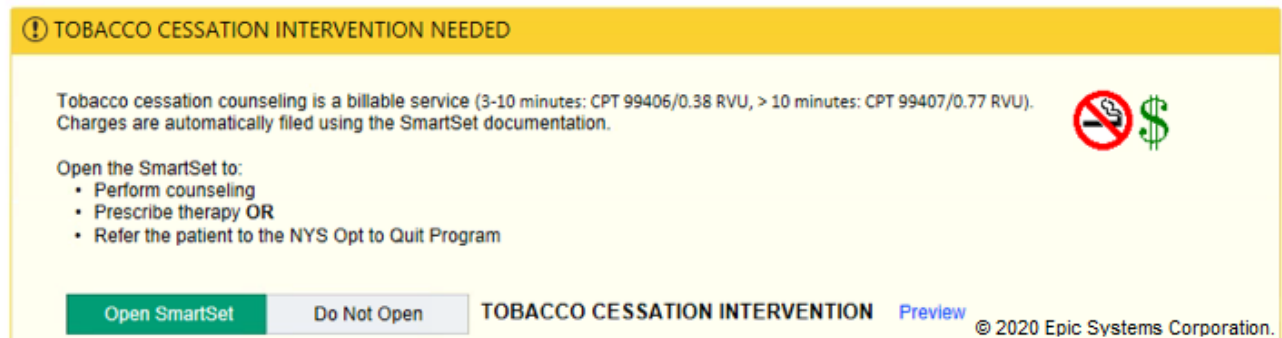 TOBACCO CESSATION INTERVENTION NEEDED
Tobacco cessation counseling is a billable service (3-10 minutes: CPT 99406/0.38 RVU, > 10 minutes: CPT 99407/0.77 RVU).
Charges are automatically filed using the SmartSet documentation.
Open the SmartSet to:
• Perform counseling
• Prescribe therapy OR
• Refer the patient to the NYS Opt to Quit Program
Open SmartSet Do Not Open TOBACCO CESSATION INTERVENTION Preview
© 2020 Epic Systems Corporation.